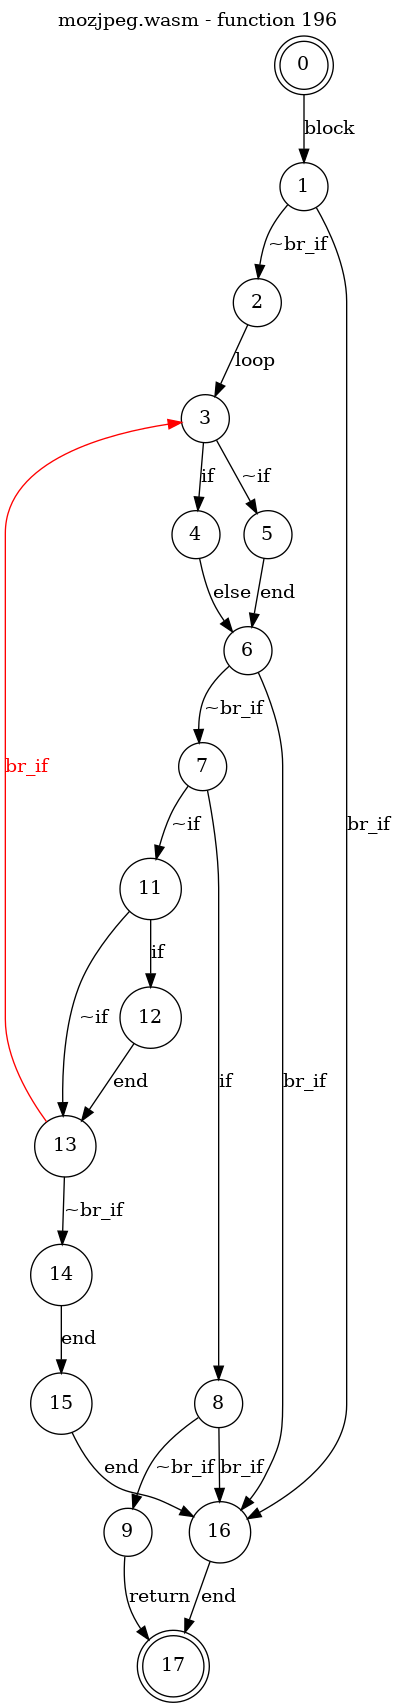 mozjpeg.wasm - function 196
0
block
1
~br_if
2
loop
3
if
~if
4
5
else
end
6
~br_if
7
br_if
br_if
~if
11
if
12
~if
end
if
br_if
13
~br_if
14
end
15
8
end
~br_if
br_if
9
16
return
end
17